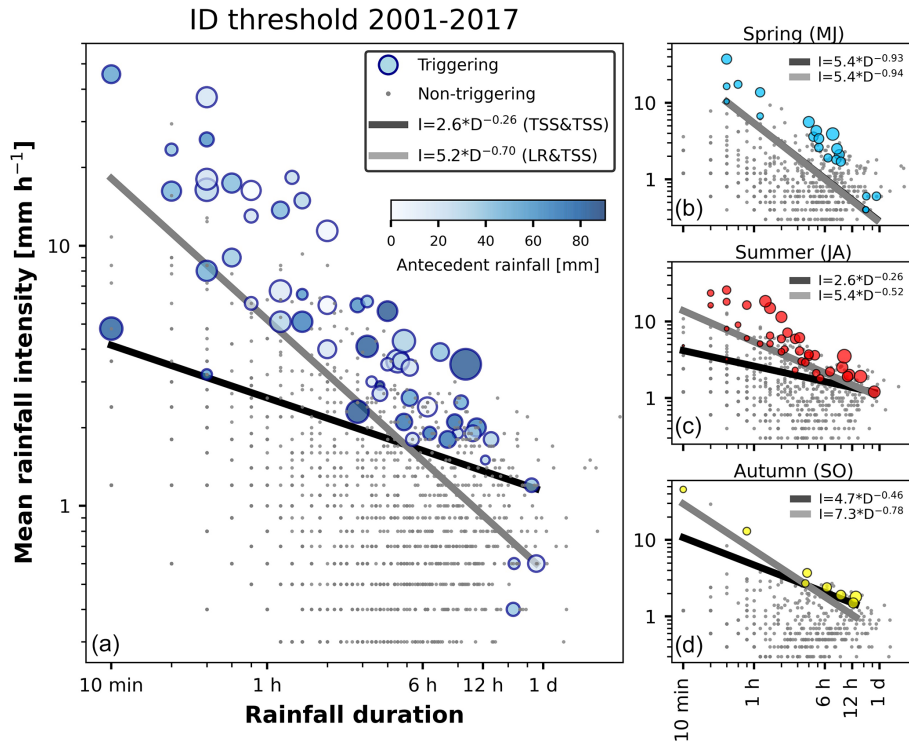 ID threshold 2001-2017
Mean rainfall intensity [mm h⁻¹]
10
1
Triggering
Non-triggering
I=2.6*D⁻⁰·²⁶ (TSS&TSS)
I=5.2*D⁻⁰·⁷⁰ (LR&TSS)
0 20 40 60 80
Antecedent rainfall [mm]
(a)
10 min 1 h 6 h 12 h 1 d
Rainfall duration
Spring (MJ)
I=5.4*D⁻⁰·⁹³
I=5.4*D⁻⁰·⁹⁴
10
1
(b)
Summer (JA)
I=2.6*D⁻⁰·²⁶
I=5.4*D⁻⁰·⁵²
10
1
(c)
Autumn (SO)
I=4.7*D⁻⁰·⁴⁶
I=7.3*D⁻⁰·⁷⁸
10
1
(d)
10 min 1 h 6 h 12 h 1 d